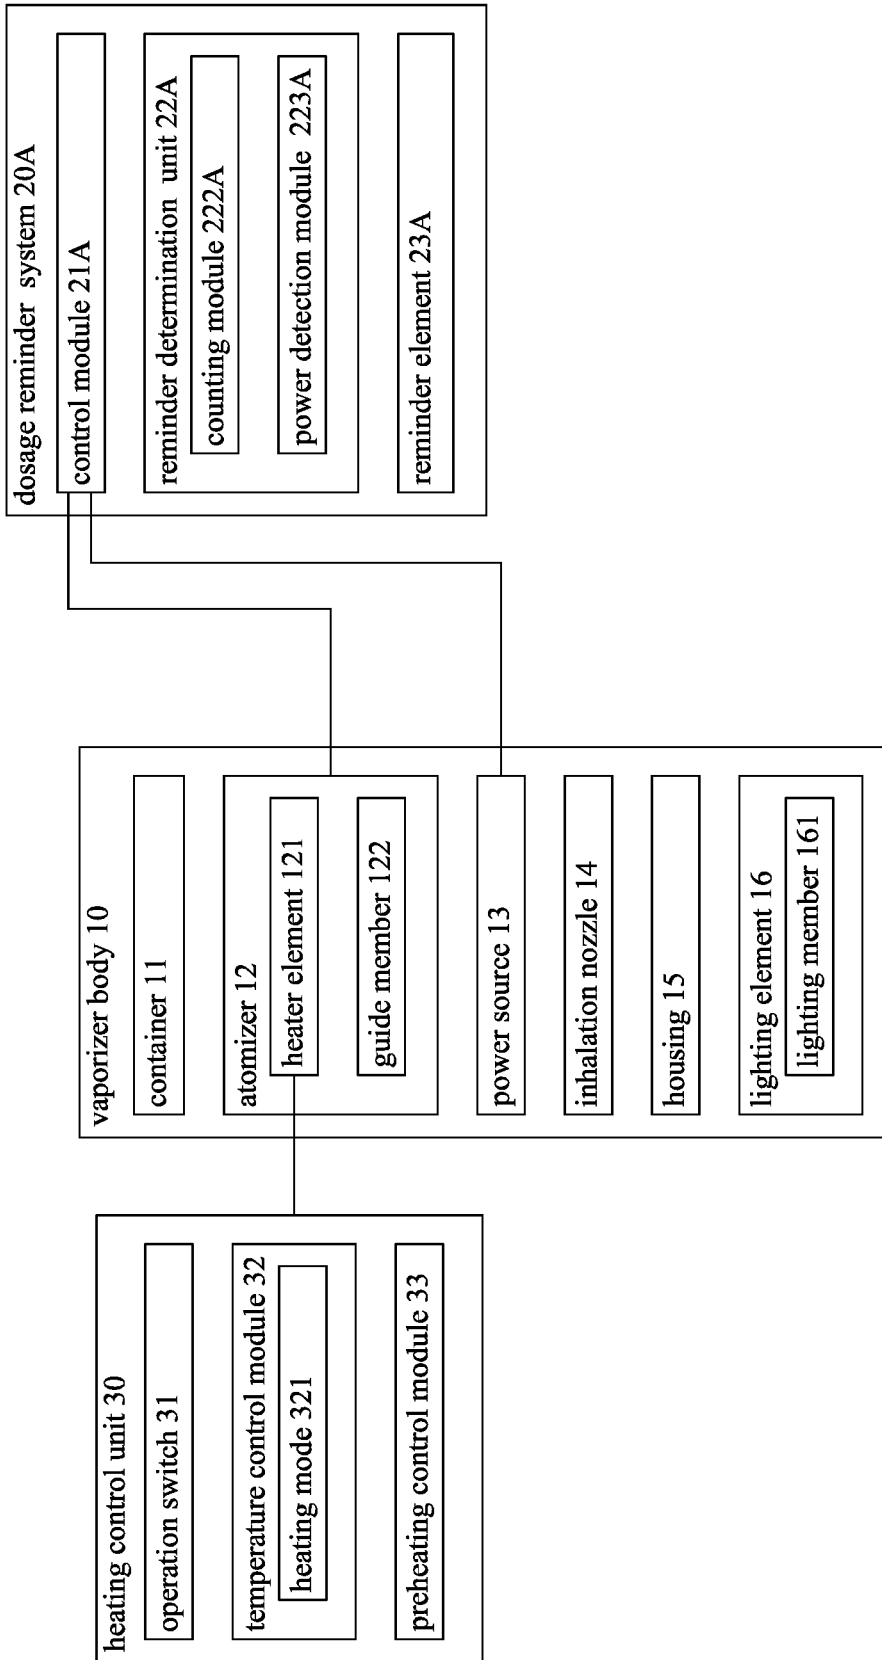 heating control unit 30
operation switch 31
temperature control module 32
heating mode 321
preheating control module 33
vaporizer body 10
container 11
atomizer 12
heater element 121
guide member 122
power source 13
inhalation nozzle 14
housing 15
lighting element 16
lighting member 161
dosage reminder system 20A
control module 21A
reminder determination unit 22A
counting module 222A
power detection module 223A
reminder element 23A